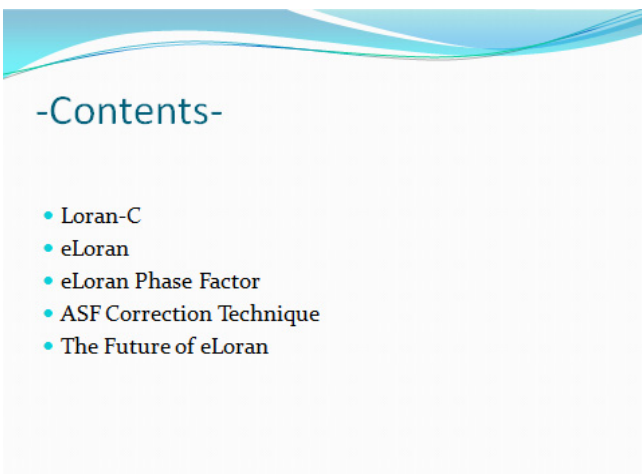 -Contents-
• Loran-C
• eLoran
• eLoran Phase Factor
• ASF Correction Technique
• The Future of eLoran